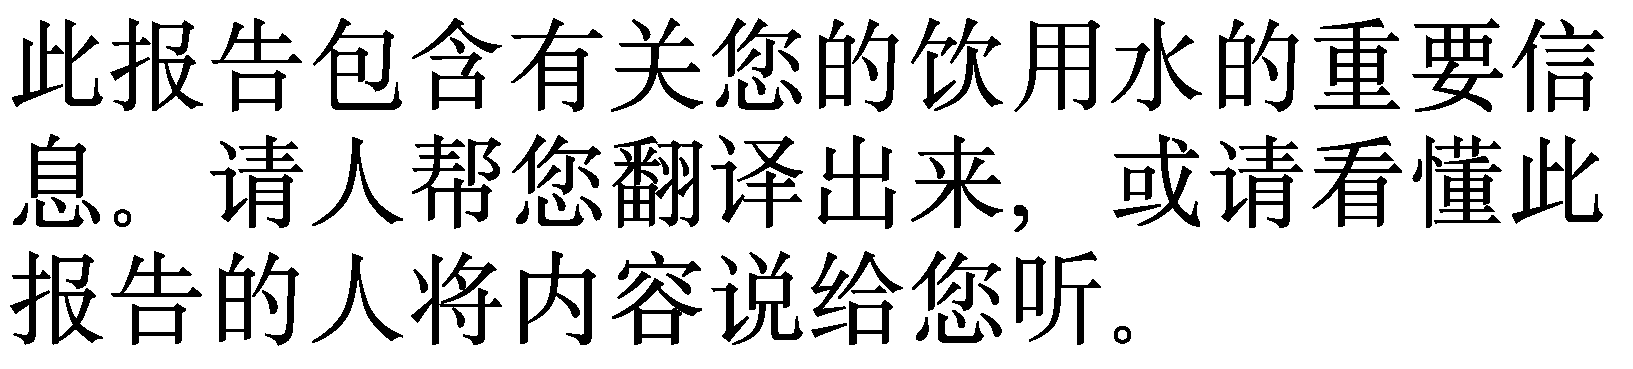 此报告包含有关您的饮用水的重要信
息。请人帮您翻译出来，或请看懂此
报告的人将内容说给您听。